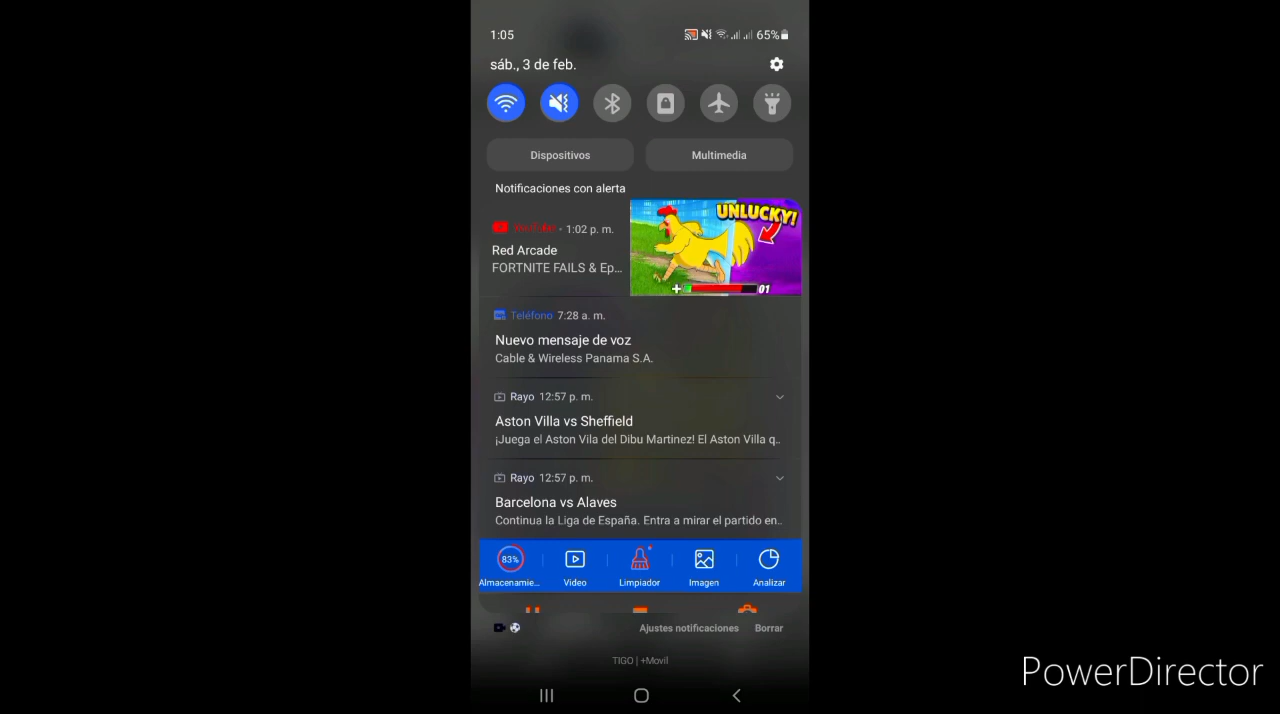 1:05
65%
sáb., 3 de feb.
Dispositivos
Multimedia
Notificaciones con alerta
YouTube • 1:02 p. m.
Red Arcade
FORTNITE FAILS & Ep...
UNLUCKY!
01
Teléfono 7:28 a. m.
Nuevo mensaje de voz
Cable & Wireless Panama S.A.
Rayo 12:57 p. m.
Aston Villa vs Sheffield
¡Juega el Aston Vila del Dibu Martinez! El Aston Villa q..
Rayo 12:57 p. m.
Barcelona vs Alaves
Continua la Liga de España. Entra a mirar el partido en..
83%
Almacenamie...
Video
Limpiador
Imagen
Analizar
Ajustes notificaciones
Borrar
TIGO | +Movil
PowerDirector